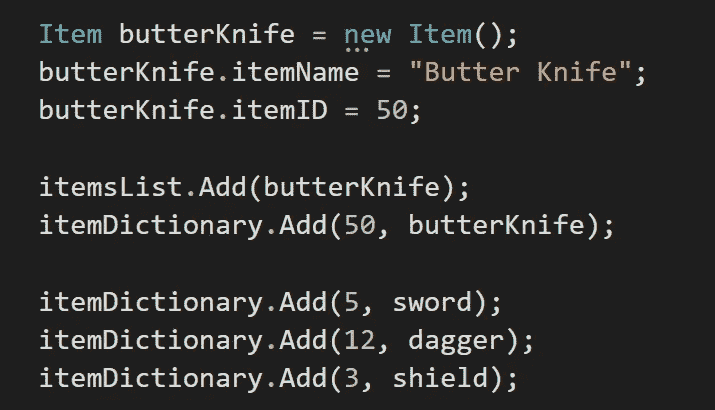 Item butterKnife = new Item();
butterKnife.itemName = "Butter Knife";
butterKnife.itemID = 50;
itemsList.Add(butterKnife);
itemDictionary.Add(50, butterKnife);
itemDictionary.Add(5, sword);
itemDictionary.Add(12, dagger);
itemDictionary.Add(3, shield);